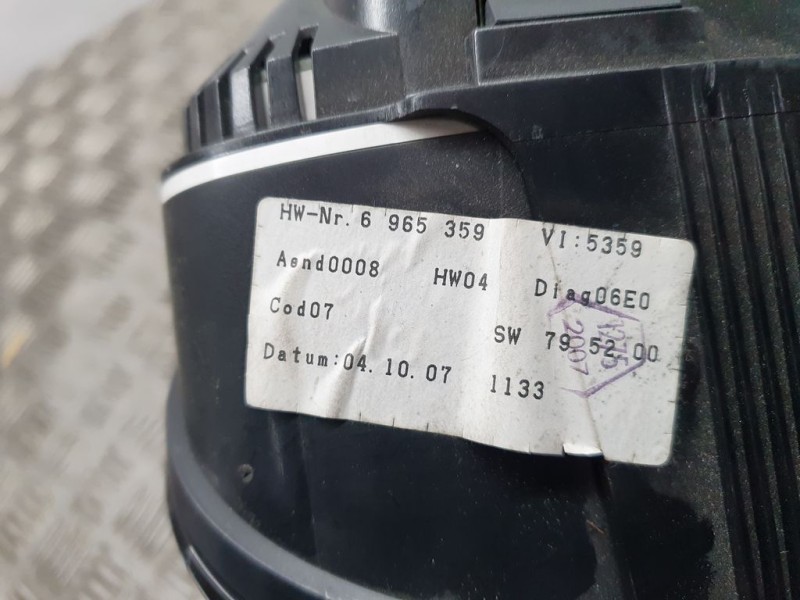 HW-Nr. 6 965 359 VI:5359
Aend0008 HW04 Diag06E0
Cod07 SW 79 52 00
Datum:04.10.07 1133
2007